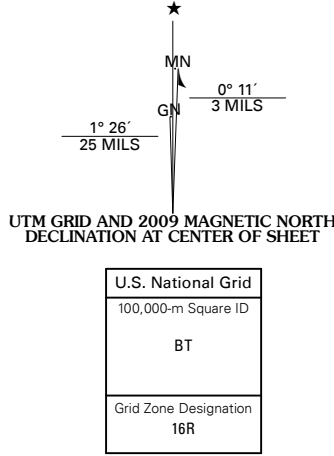 ★
MN
0° 11´
3 MILS
GN
1° 26´
25 MILS
UTM GRID AND 2009 MAGNETIC NORTH
DECLINATION AT CENTER OF SHEET
U.S. National Grid
100,000-m Square ID
BT
Grid Zone Designation
16R